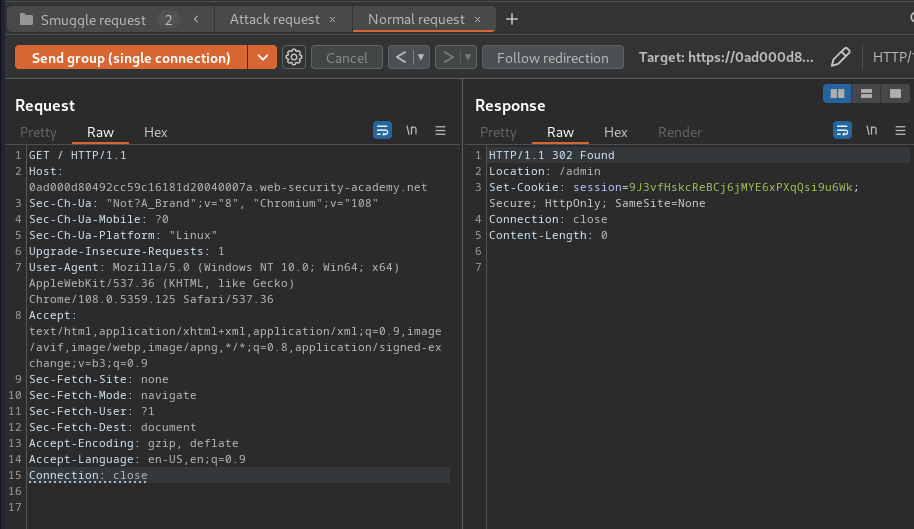 Smuggle request 2 <
Attack request ×
Normal request × +
Send group (single connection)
Cancel
< >
Follow redirection
Target: https://0ad000d8...
HTTP/
Request
Pretty Raw Hex
\n
1 GET / HTTP/1.1
2 Host:
0ad000d80492cc59c16181d20040007a.web-security-academy.net
3 Sec-Ch-Ua: "Not?A_Brand";v="8", "Chromium";v="108"
4 Sec-Ch-Ua-Mobile: ?0
5 Sec-Ch-Ua-Platform: "Linux"
6 Upgrade-Insecure-Requests: 1
7 User-Agent: Mozilla/5.0 (Windows NT 10.0; Win64; x64)
AppleWebKit/537.36 (KHTML, like Gecko)
Chrome/108.0.5359.125 Safari/537.36
8 Accept:
text/html,application/xhtml+xml,application/xml;q=0.9,image
/avif,image/webp,image/apng,*/*;q=0.8,application/signed-ex
change;v=b3;q=0.9
9 Sec-Fetch-Site: none
10 Sec-Fetch-Mode: navigate
11 Sec-Fetch-User: ?1
12 Sec-Fetch-Dest: document
13 Accept-Encoding: gzip, deflate
14 Accept-Language: en-US,en;q=0.9
15 Connection: close
16
17
Response
Pretty Raw Hex Render
\n
1 HTTP/1.1 302 Found
2 Location: /admin
3 Set-Cookie: session=9J3vfHskcReBCj6jMYE6xPXqQsi9u6Wk;
Secure; HttpOnly; SameSite=None
4 Connection: close
5 Content-Length: 0
6
7